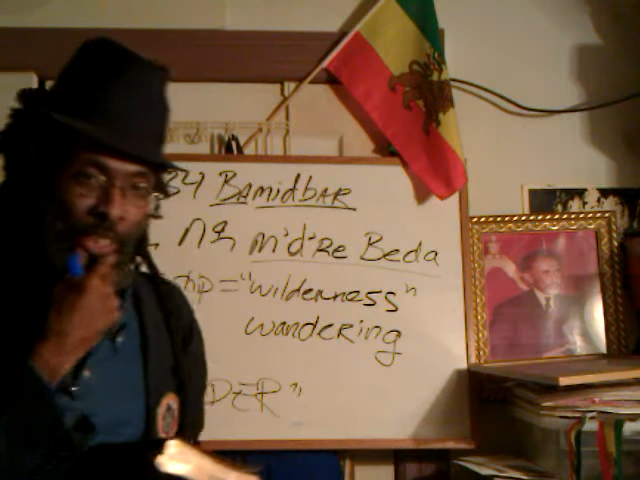 34 BAMIDBAR
በ m'd're Beda
="wilderness"
wandering
DER"